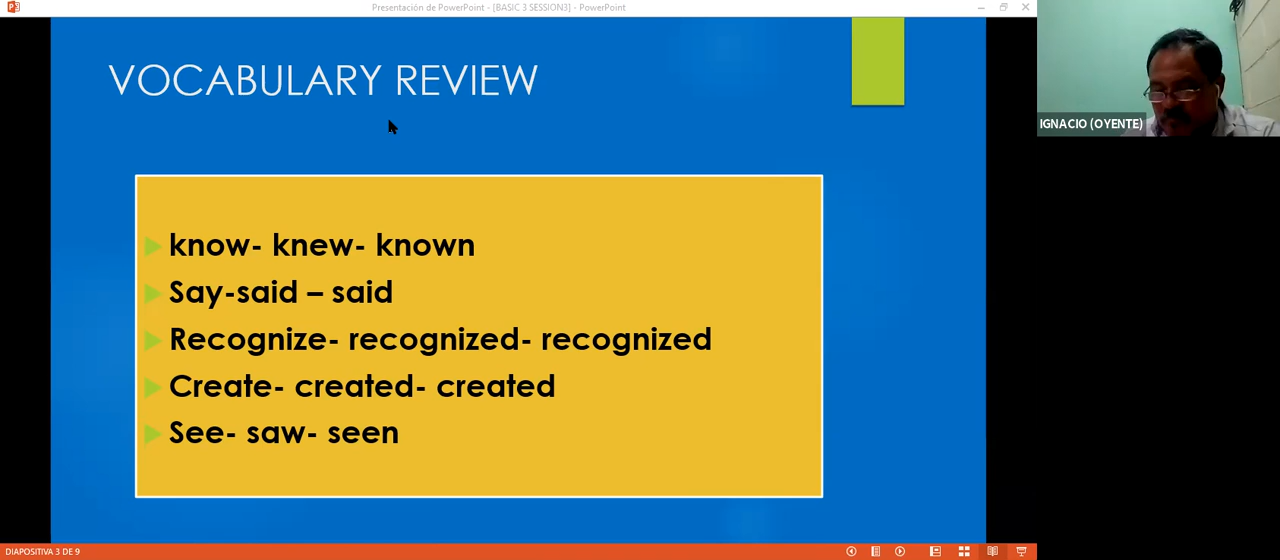 Presentación de PowerPoint - [BASIC 3 SESSION3] - PowerPoint
VOCABULARY REVIEW
IGNACIO (OYENTE)
know- knew- known
Say-said – said
Recognize- recognized- recognized
Create- created- created
See- saw- seen
DIAPOSITIVA 3 DE 9